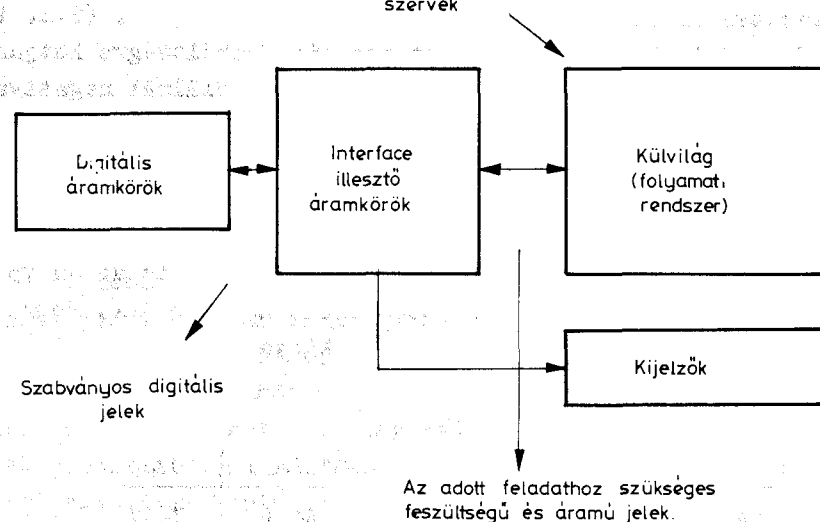 szervek
Digitális
áramkörök
Interface
illesztő
áramkörök
Külvilág
(folyamat,
rendszer)
Kijelzők
Szabványos digitális
jelek
Az adott feladathoz szükséges
feszültségű és áramú jelek.